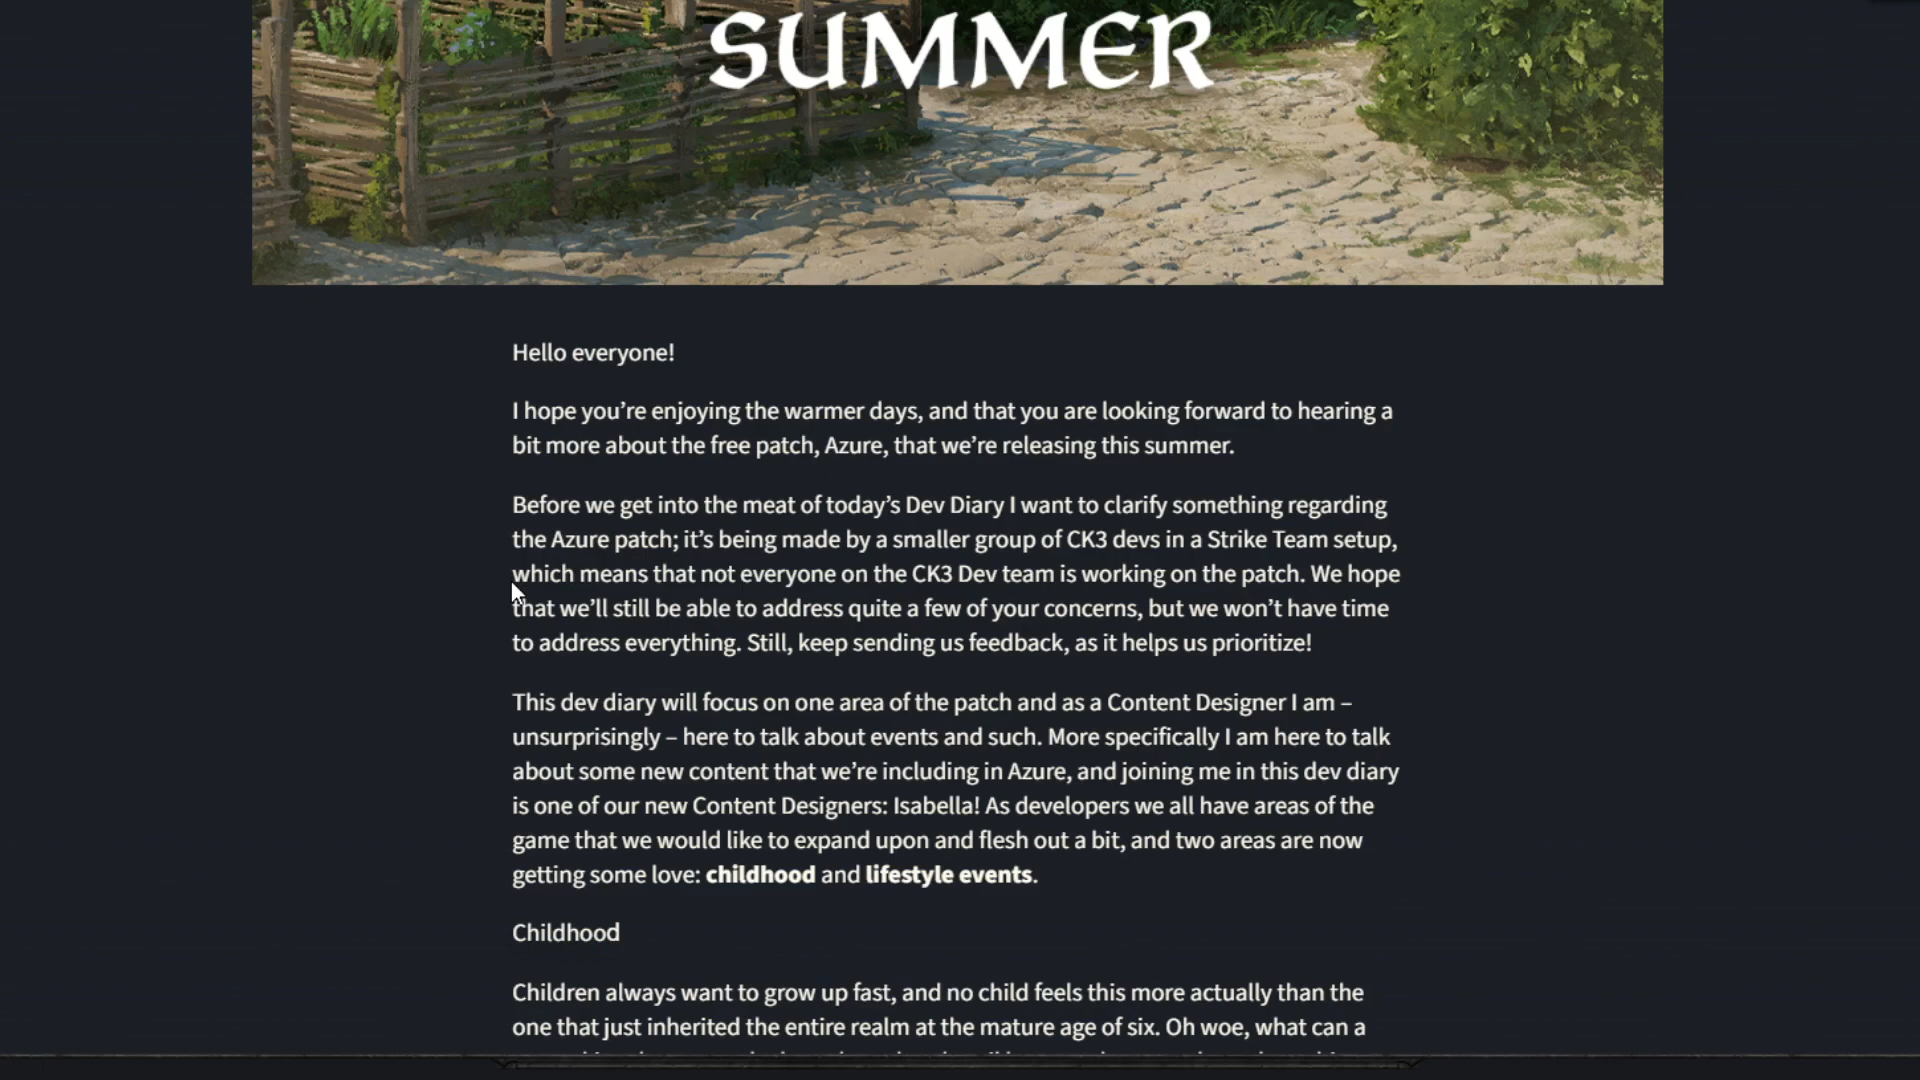 SUMMER
Hello everyone!
I hope you’re enjoying the warmer days, and that you are looking forward to hearing a
bit more about the free patch, Azure, that we’re releasing this summer.
Before we get into the meat of today’s Dev Diary I want to clarify something regarding
the Azure patch; it’s being made by a smaller group of CK3 devs in a Strike Team setup,
which means that not everyone on the CK3 Dev team is working on the patch. We hope
that we’ll still be able to address quite a few of your concerns, but we won’t have time
to address everything. Still, keep sending us feedback, as it helps us prioritize!
This dev diary will focus on one area of the patch and as a Content Designer I am –
unsurprisingly – here to talk about events and such. More specifically I am here to talk
about some new content that we’re including in Azure, and joining me in this dev diary
is one of our new Content Designers: Isabella! As developers we all have areas of the
game that we would like to expand upon and flesh out a bit, and two areas are now
getting some love: childhood and lifestyle events.
Childhood
Children always want to grow up fast, and no child feels this more actually than the
one that just inherited the entire realm at the mature age of six. Oh woe, what can a